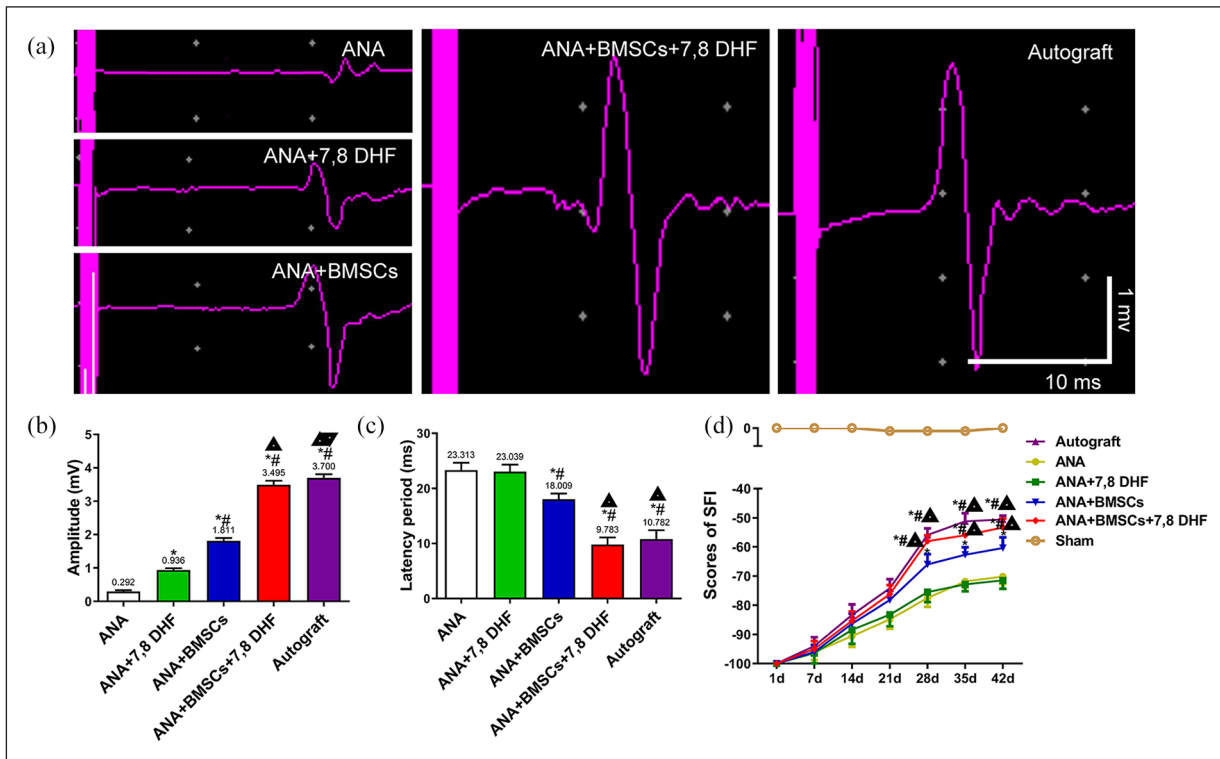 (a)
ANA
ANA+7,8 DHF
ANA+BMSCs
ANA+BMSCs+7,8 DHF
Autograft
1 mv
10 ms
(b)
Amplitude (mV)
5
4
3
2
1
0
0.292
*
0.936
*#
1.811
*#
3.495
*#
3.700
ANA
ANA+7,8 DHF
ANA+BMSCs
ANA+BMSCs+7,8 DHF
Autograft
(c)
Latency period (ms)
30
20
10
0
23.313
23.039
*#
18.009
*#
9.783
*#
10.782
ANA
ANA+7,8 DHF
ANA+BMSCs
ANA+BMSCs+7,8 DHF
Autograft
(d)
Scores of SFI
0
-40
-50
-60
-70
-80
-90
-100
*#
*#
*
*#
*#
*
*#
*#
*
1d
7d
14d
21d
28d
35d
42d
Autograft
ANA
ANA+7,8 DHF
ANA+BMSCs
ANA+BMSCs+7,8 DHF
Sham